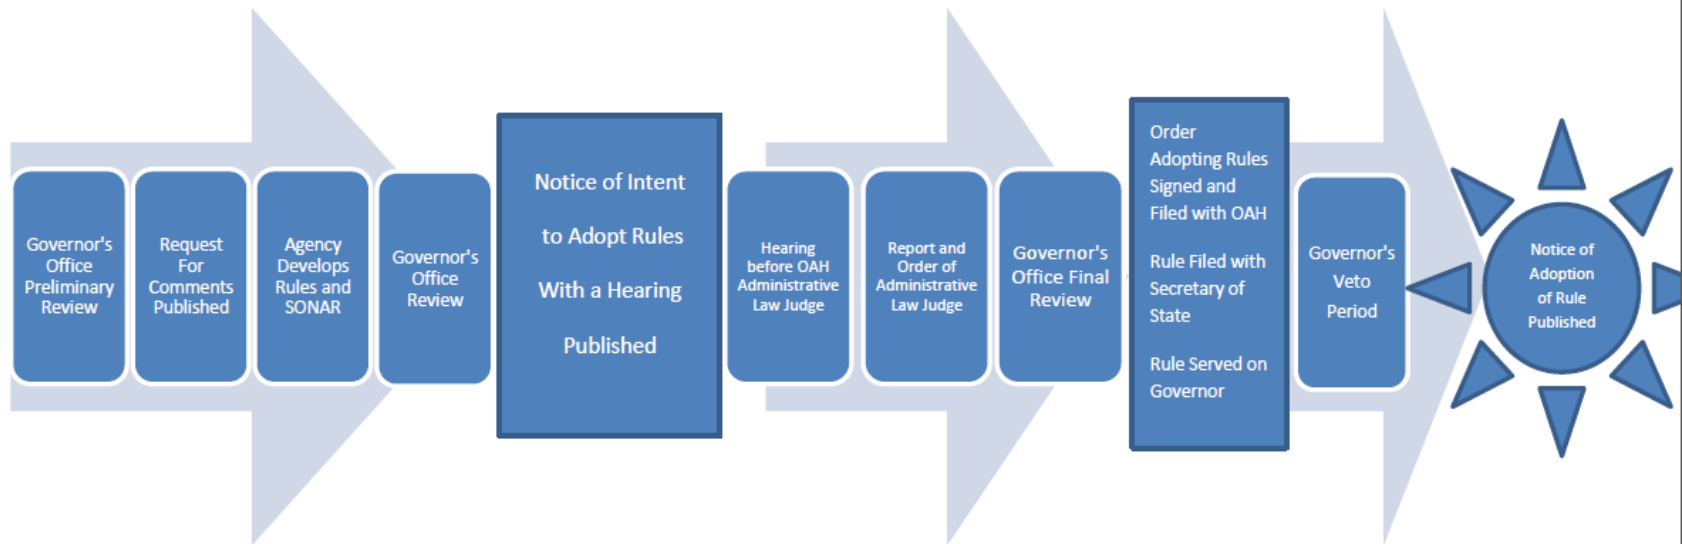 Governor's
Office
Preliminary
Review
Request
For
Comments
Published
Agency
Develops
Rules and
SONAR
Governor's
Office
Review
Notice of Intent
to Adopt Rules
With a Hearing
Published
Hearing
before OAH
Administrative
Law Judge
Report and
Order of
Administrative
Law Judge
Governor's
Office Final
Review
Order
Adopting Rules
Signed and
Filed with OAH
Rule Filed with
Secretary of
State
Rule Served on
Governor
Governor's
Veto
Period
Notice of
Adoption
of Rule
Published